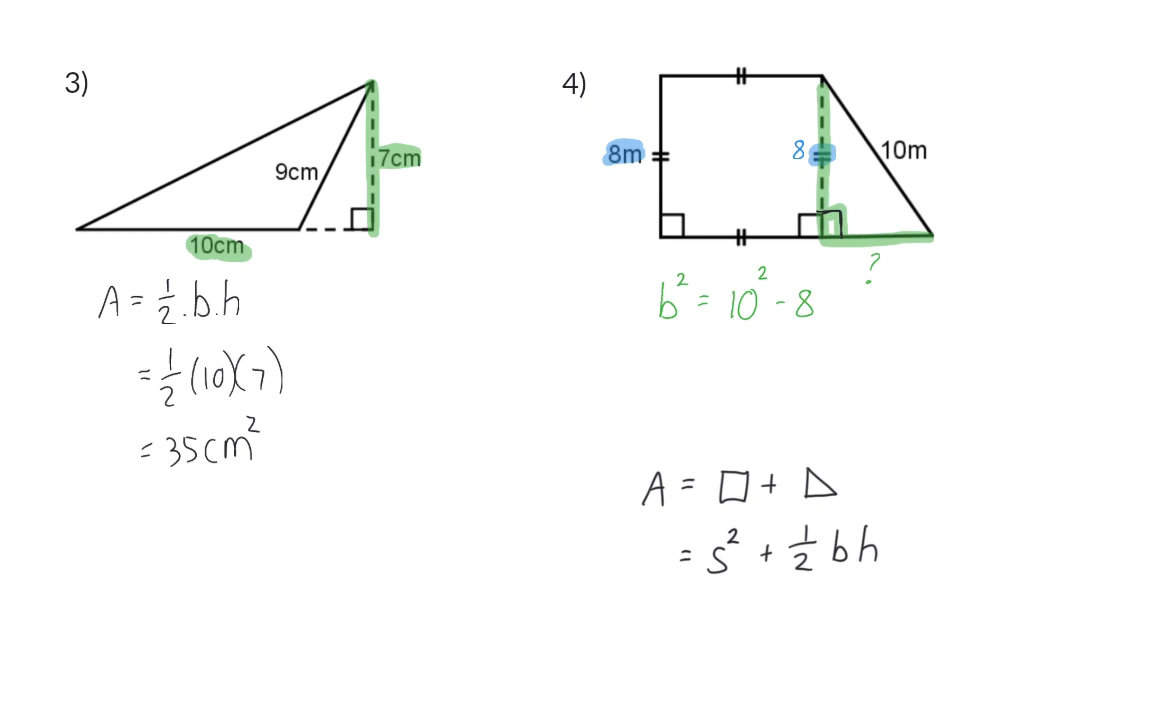 3)
9cm
7cm
10cm
A = 1/2 . b . h
= 1/2 (10)(7)
= 35cm²
4)
8m
8
10m
?
b² = 10² - 8
A = □ + ◺
= s² + 1/2 bh